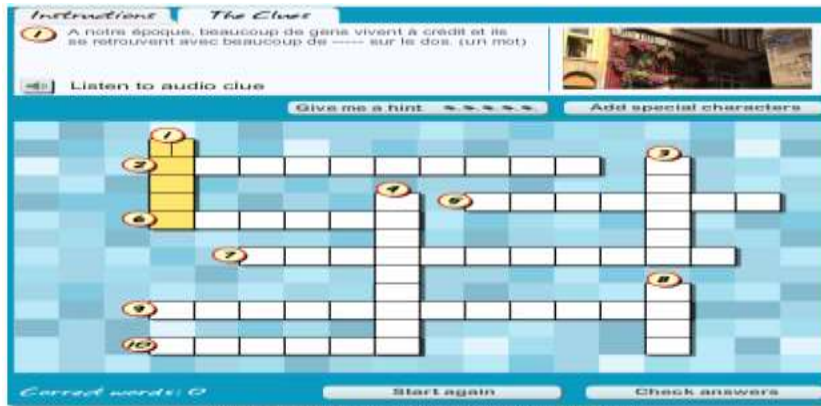 Instructions
The Clues
1 A notre époque, beaucoup de gens vivent à crédit et ils
se retrouvent avec beaucoup de ----- sur le dos. (un mot)
Listen to audio clue
Give me a hint
Add special characters
1
2
3
4
5
6
7
8
9
10
Correct words: 0
Start again
Check answers